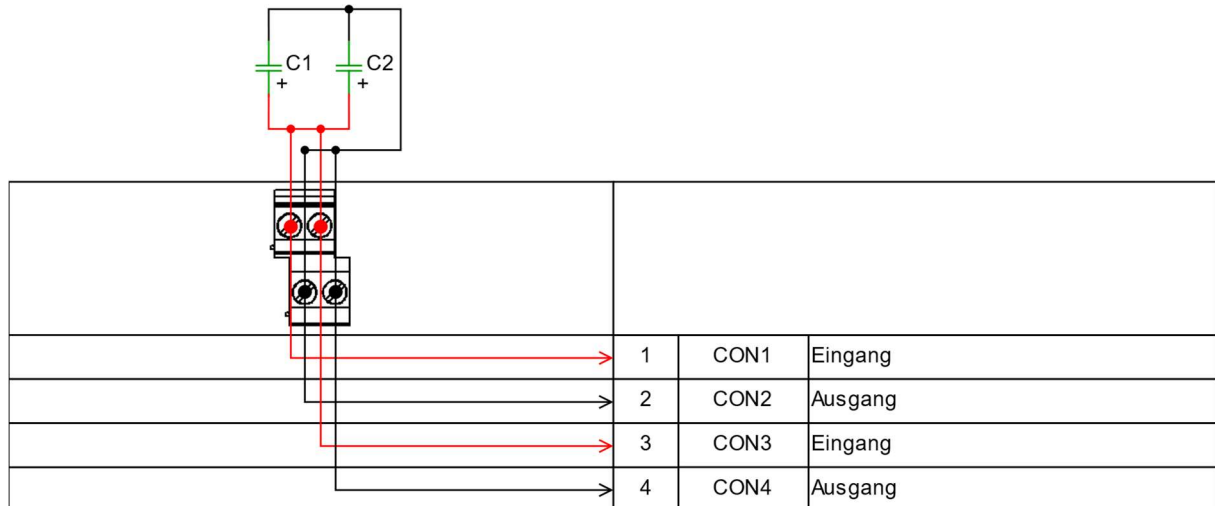 C1 C2
+ +
1 CON1 Eingang
2 CON2 Ausgang
3 CON3 Eingang
4 CON4 Ausgang